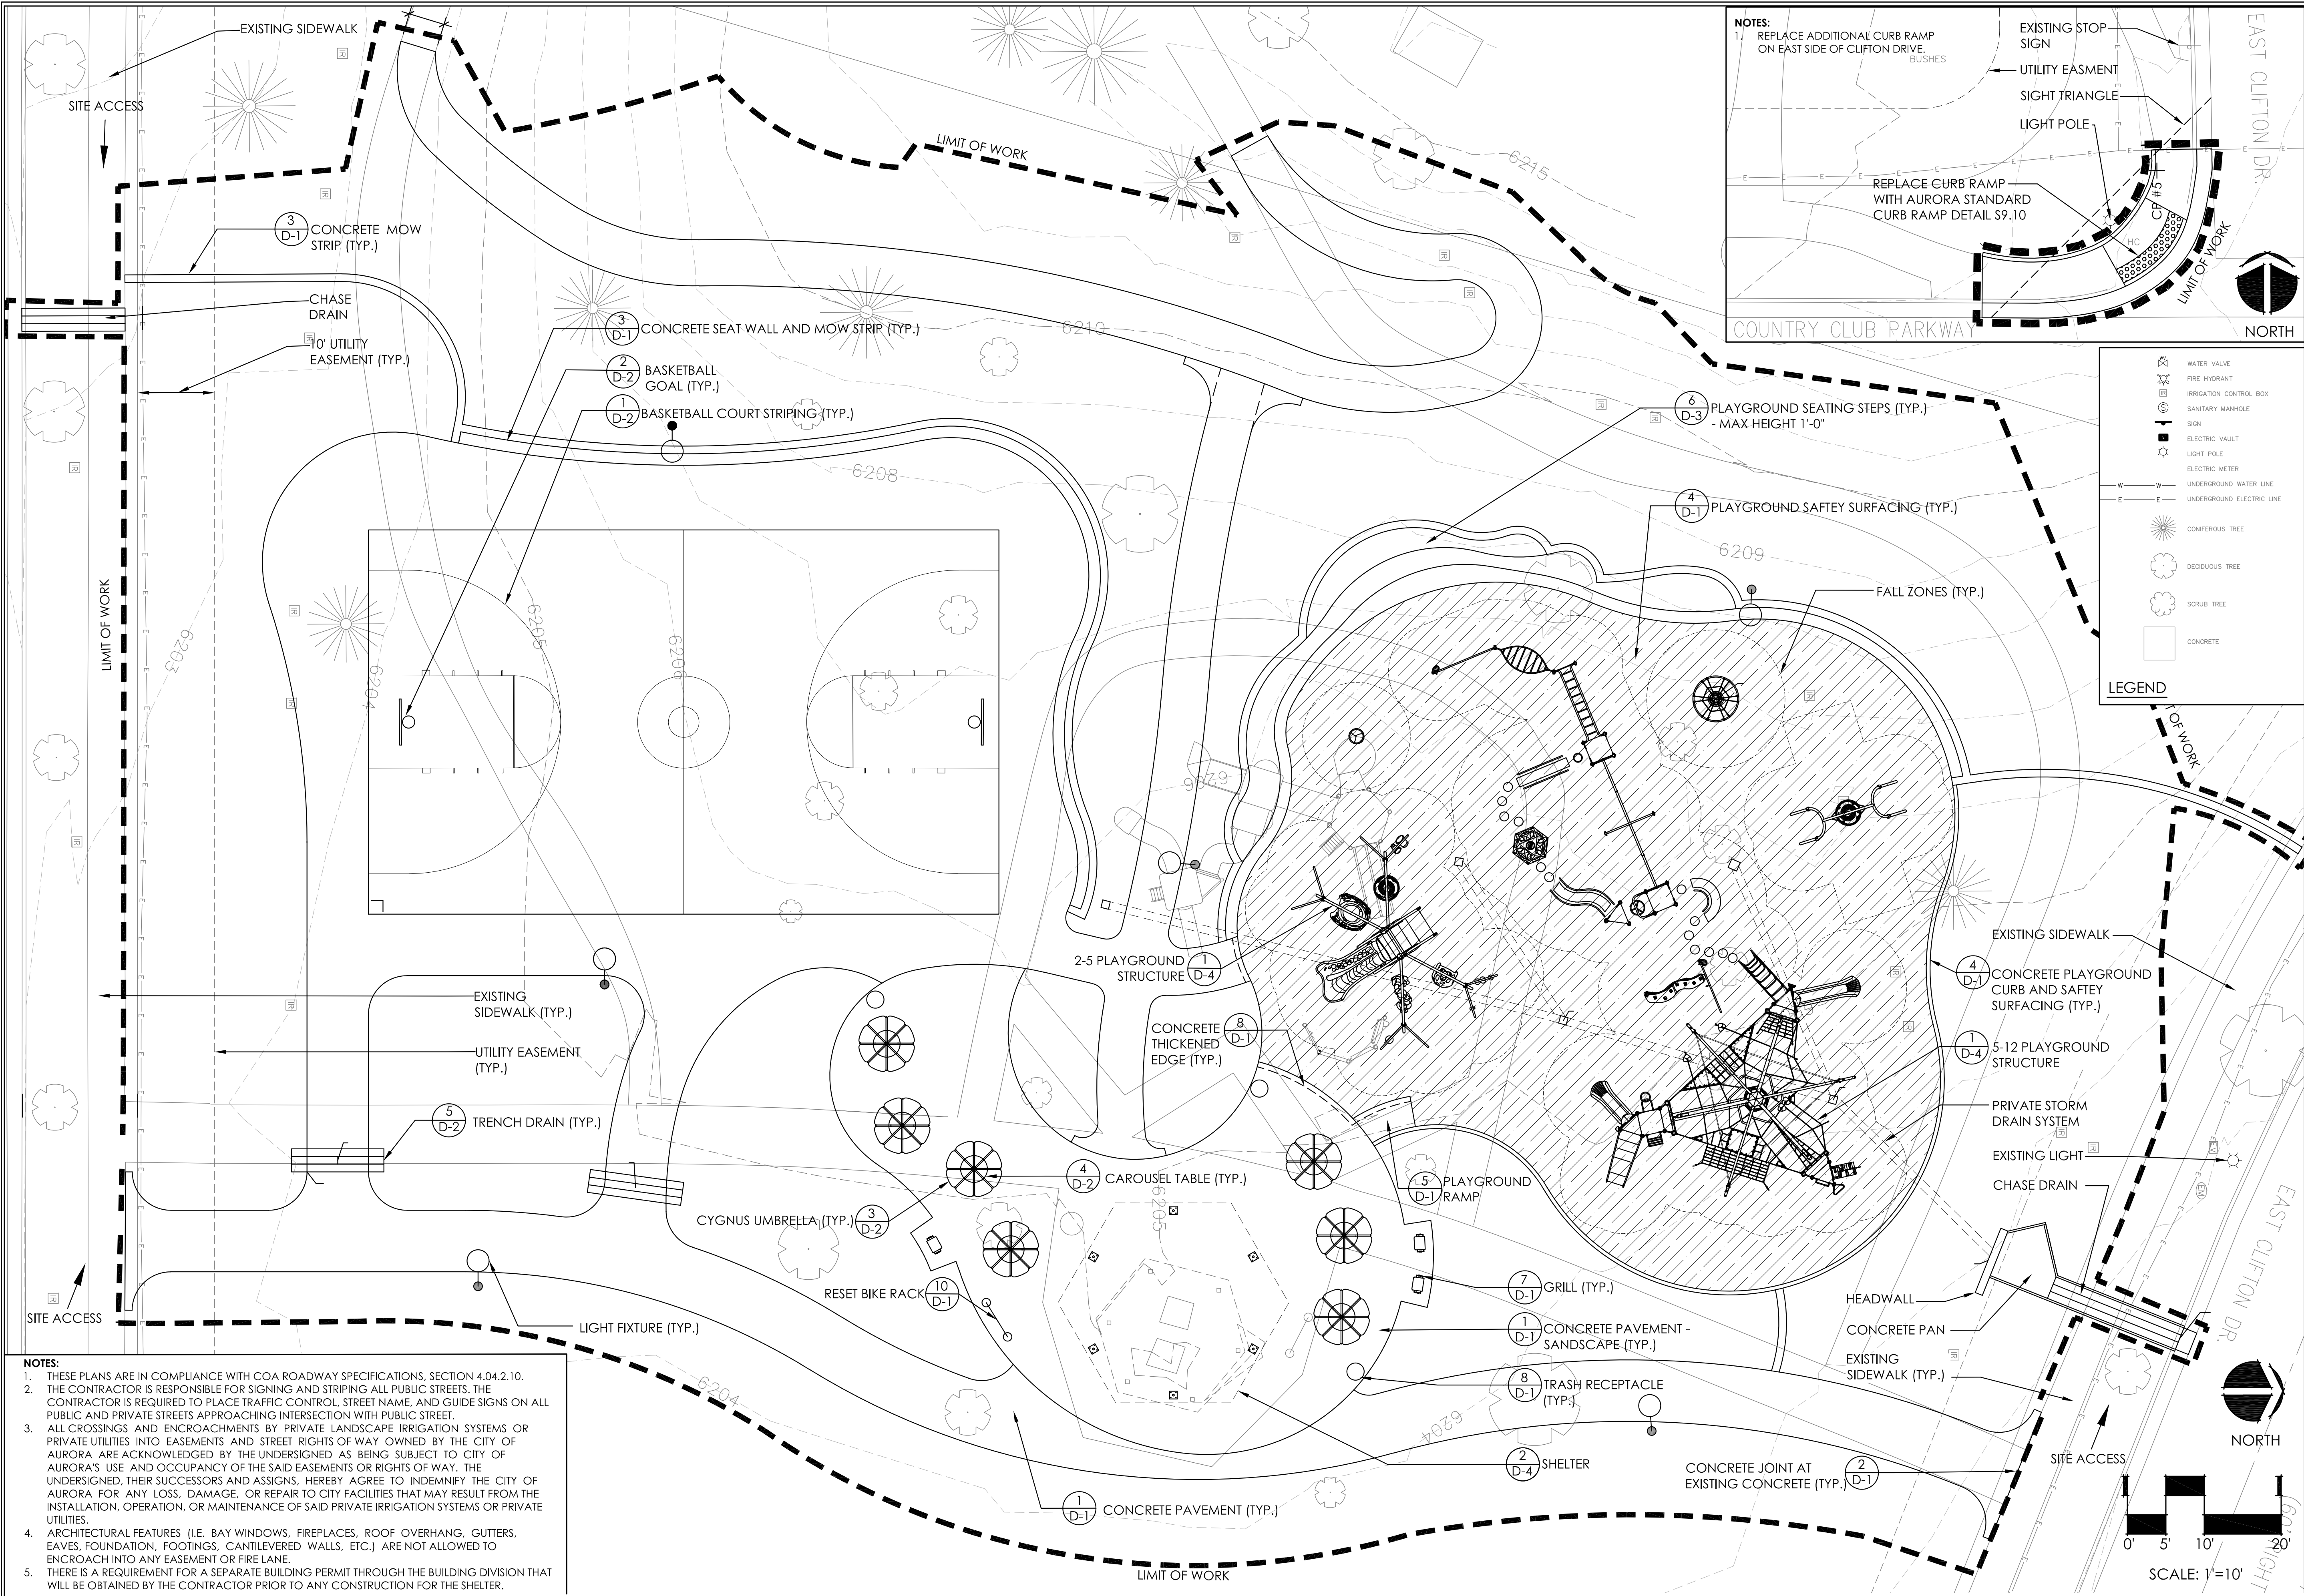 EXISTING SIDEWALK
SITE ACCESS
3
D-1
CONCRETE MOW
STRIP (TYP.)
CHASE
DRAIN
10' UTILITY
EASEMENT (TYP.)
LIMIT OF WORK
6215
6210
3
D-1
CONCRETE SEAT WALL AND MOW STRIP (TYP.)
2
D-2
BASKETBALL
GOAL (TYP.)
1
D-2
BASKETBALL COURT STRIPING (TYP.)
6208
NOTES:
1. REPLACE ADDITIONAL CURB RAMP
ON EAST SIDE OF CLIFTON DRIVE.
BUSHES
EXISTING STOP
SIGN
UTILITY EASMENT
SIGHT TRIANGLE
LIGHT POLE
REPLACE CURB RAMP
WITH AURORA STANDARD
CURB RAMP DETAIL S9.10
CP #5
HC
LIMIT OF WORK
EAST CLIFTON DR.
COUNTRY CLUB PARKWAY
NORTH
WV
WATER VALVE
FIRE HYDRANT
IRRIGATION CONTROL BOX
SANITARY MANHOLE
SIGN
ELECTRIC VAULT
LIGHT POLE
ELECTRIC METER
W W UNDERGROUND WATER LINE
E E UNDERGROUND ELECTRIC LINE
CONIFEROUS TREE
DECIDUOUS TREE
SCRUB TREE
CONCRETE
LEGEND
6
D-3
PLAYGROUND SEATING STEPS (TYP.)
- MAX HEIGHT 1'-0"
4
D-1
PLAYGROUND SAFTEY SURFACING (TYP.)
6209
FALL ZONES (TYP.)
LIMIT OF WORK
6203
6204
6205
6206
6206
T OF WORK
2-5 PLAYGROUND
STRUCTURE
1
D-4
EXISTING SIDEWALK
4
D-1
CONCRETE PLAYGROUND
CURB AND SAFTEY
SURFACING (TYP.)
EXISTING
SIDEWALK (TYP.)
CONCRETE
THICKENED
EDGE (TYP.)
8
D-1
1
D-4
5-12 PLAYGROUND
STRUCTURE
UTILITY EASEMENT
(TYP.)
PRIVATE STORM
DRAIN SYSTEM
5
D-2
TRENCH DRAIN (TYP.)
EXISTING LIGHT
EM
4
D-2
CAROUSEL TABLE (TYP.)
5
D-1
PLAYGROUND
RAMP
CHASE DRAIN
EAST CLIFTON DR.
CYGNUS UMBRELLA (TYP.)
3
D-2
6205
RESET BIKE RACK
10
D-1
7
D-1
GRILL (TYP.)
HEADWALL
SITE ACCESS
LIGHT FIXTURE (TYP.)
1
D-1
CONCRETE PAVEMENT -
SANDSCAPE (TYP.)
CONCRETE PAN
EXISTING
SIDEWALK (TYP.)
8
D-1
TRASH RECEPTACLE
(TYP.)
6204
6204
2
D-4
SHELTER
CONCRETE JOINT AT
EXISTING CONCRETE (TYP.)
2
D-1
SITE ACCESS
NORTH
1
D-1
CONCRETE PAVEMENT (TYP.)
LIMIT OF WORK
0' 5' 10' 20'
SCALE: 1'=10'
NOTES:
1. THESE PLANS ARE IN COMPLIANCE WITH COA ROADWAY SPECIFICATIONS, SECTION 4.04.2.10.
2. THE CONTRACTOR IS RESPONSIBLE FOR SIGNING AND STRIPING ALL PUBLIC STREETS. THE
CONTRACTOR IS REQUIRED TO PLACE TRAFFIC CONTROL, STREET NAME, AND GUIDE SIGNS ON ALL
PUBLIC AND PRIVATE STREETS APPROACHING INTERSECTION WITH PUBLIC STREET.
3. ALL CROSSINGS AND ENCROACHMENTS BY PRIVATE LANDSCAPE IRRIGATION SYSTEMS OR
PRIVATE UTILITIES INTO EASEMENTS AND STREET RIGHTS OF WAY OWNED BY THE CITY OF
AURORA ARE ACKNOWLEDGED BY THE UNDERSIGNED AS BEING SUBJECT TO CITY OF
AURORA'S USE AND OCCUPANCY OF THE SAID EASEMENTS OR RIGHTS OF WAY. THE
UNDERSIGNED, THEIR SUCCESSORS AND ASSIGNS, HEREBY AGREE TO INDEMNIFY THE CITY OF
AURORA FOR ANY LOSS, DAMAGE, OR REPAIR TO CITY FACILITIES THAT MAY RESULT FROM THE
INSTALLATION, OPERATION, OR MAINTENANCE OF SAID PRIVATE IRRIGATION SYSTEMS OR PRIVATE
UTILITIES.
4. ARCHITECTURAL FEATURES (I.E. BAY WINDOWS, FIREPLACES, ROOF OVERHANG, GUTTERS,
EAVES, FOUNDATION, FOOTINGS, CANTILEVERED WALLS, ETC.) ARE NOT ALLOWED TO
ENCROACH INTO ANY EASEMENT OR FIRE LANE.
5. THERE IS A REQUIREMENT FOR A SEPARATE BUILDING PERMIT THROUGH THE BUILDING DIVISION THAT
WILL BE OBTAINED BY THE CONTRACTOR PRIOR TO ANY CONSTRUCTION FOR THE SHELTER.